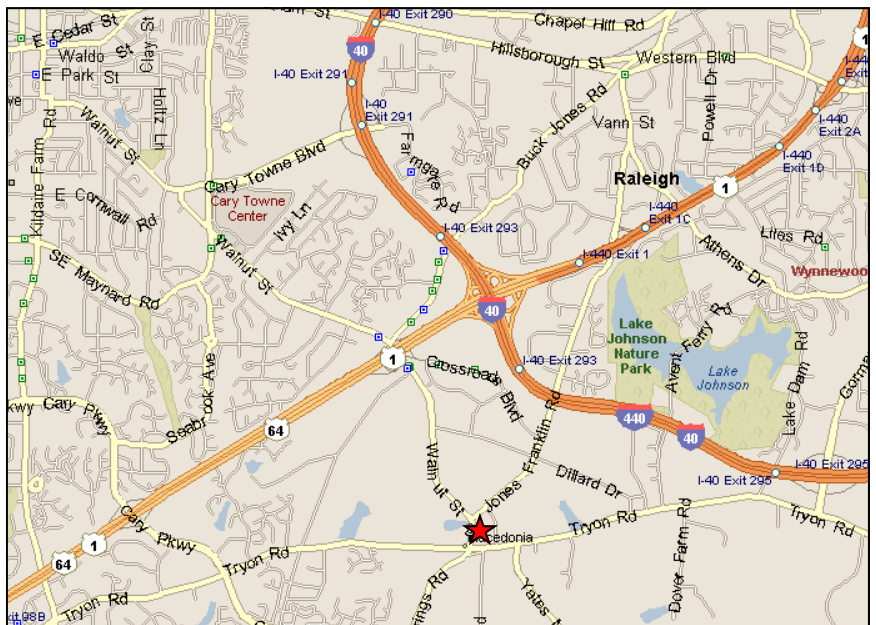 I-40 Exit 290
Chapel Hill Rd
E Cedar St
Hillsborough St
Western Blvd
1
Waldo St
Clay St
40
E Park St
I-40 Exit 291
I-40
Exit 291
Holtz Ln
Powell Dr
I-440
Exit 2A
Buck Jones Rd
Vann St
Walnut St
Kildaire Farm Rd
Farmgate Rd
I-440
Exit 1D
Cary Towne Blvd
Raleigh
1
E Cornwall Rd
Cary Towne
Center
Ivy Ln
I-440
Exit 1C
I-40 Exit 293
Liles Rd
I-440 Exit 1
Athens Dr
Walnut St
SE Maynard Rd
40
Lake
Johnson
Nature
Park
Avent Ferry Rd
Lake
Johnson
Lake Dam Rd
1
Crossroads Blvd
I-40 Exit 293
Seabrook Ave
Cary Pkwy
440
40
64
Walnut St
Jones Franklin Rd
Dillard Dr
I-40 Exit 295
I-40 Exit 295
Cary Pkwy
Tryon Rd
Tryon Rd
1
64
Tryon Rd
Dover Farm Rd
Tryon Rd